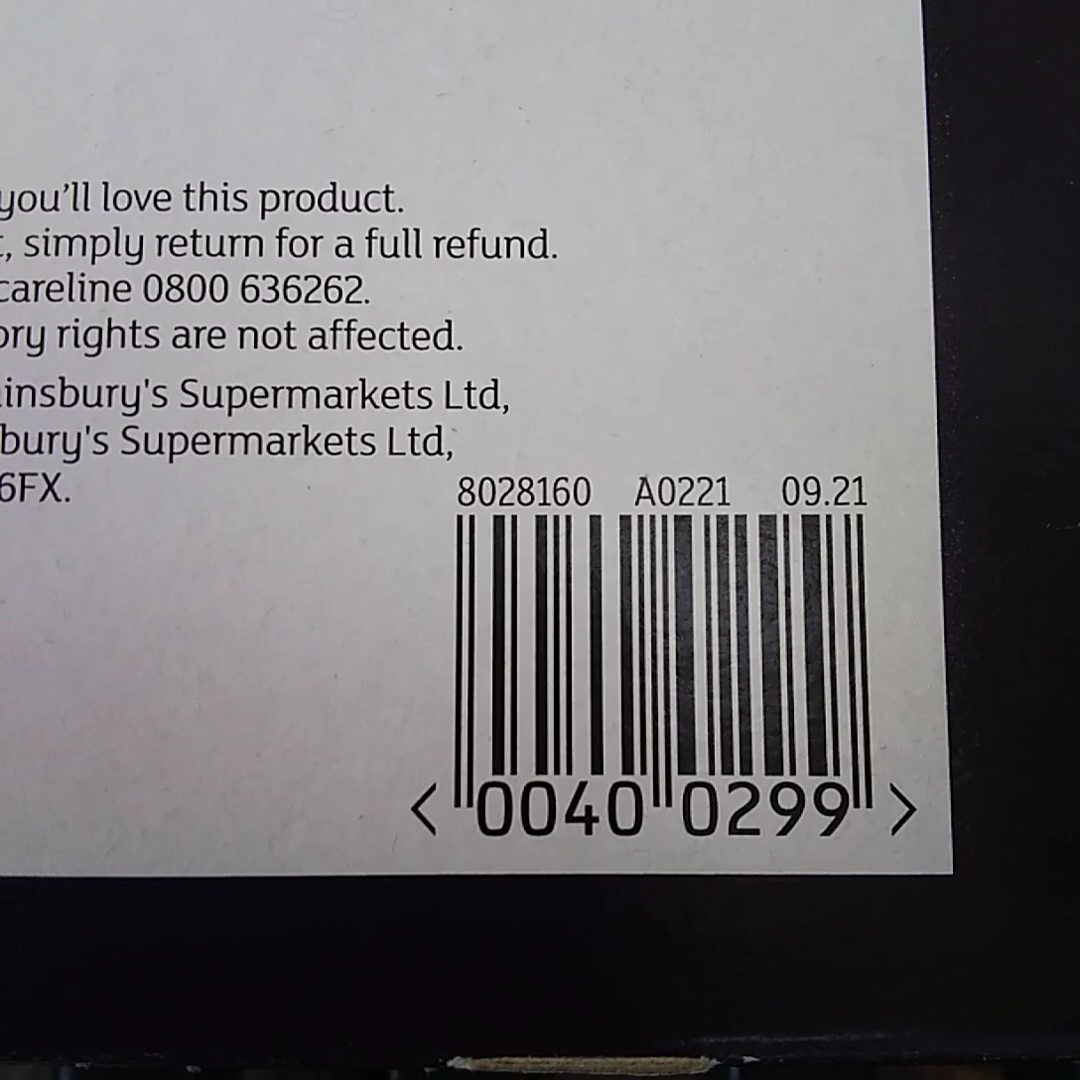 you'll love this product.
, simply return for a full refund.
careline 0800 636262.
ory rights are not affected.
insbury's Supermarkets Ltd,
bury's Supermarkets Ltd,
6FX.
8028160 A0221 09.21
< 0040 0299 >